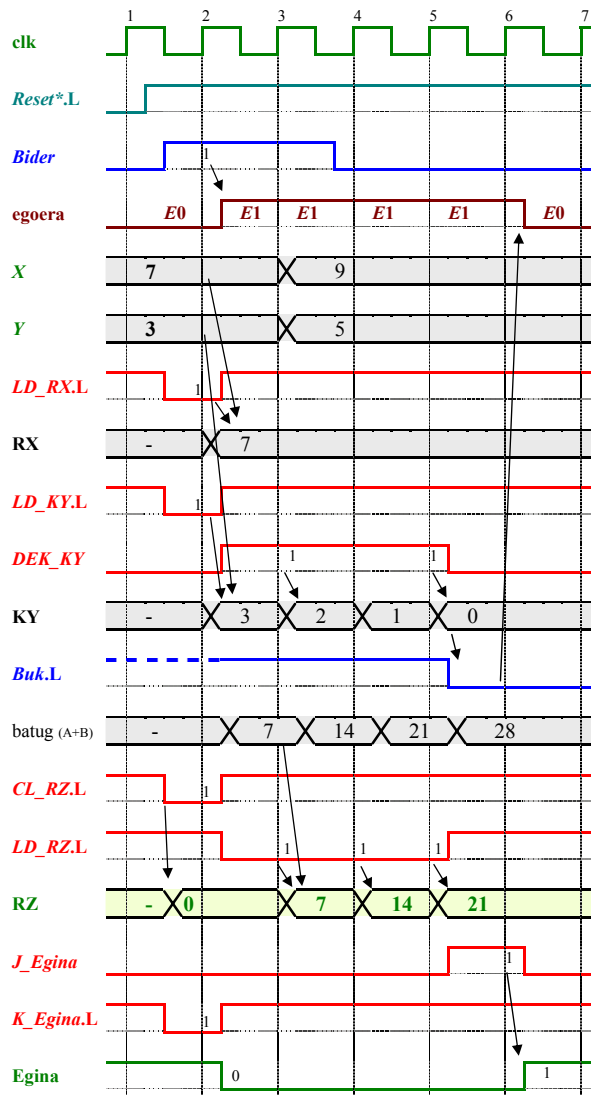 1 2 3 4 5 6 7
clk
Reset*.L
Bider 1
egoera E0 E1 E1 E1 E1 E0
X 7 9
Y 3 5
LD_RX.L 1
RX - 7
LD_KY.L 1
DEK_KY 1 1
KY - 3 2 1 0
Buk.L
batug (A+B) - 7 14 21 28
CL_RZ.L 1
LD_RZ.L 1 1 1
RZ - 0 7 14 21
J_Egina 1
K_Egina.L 1
Egina 0 1